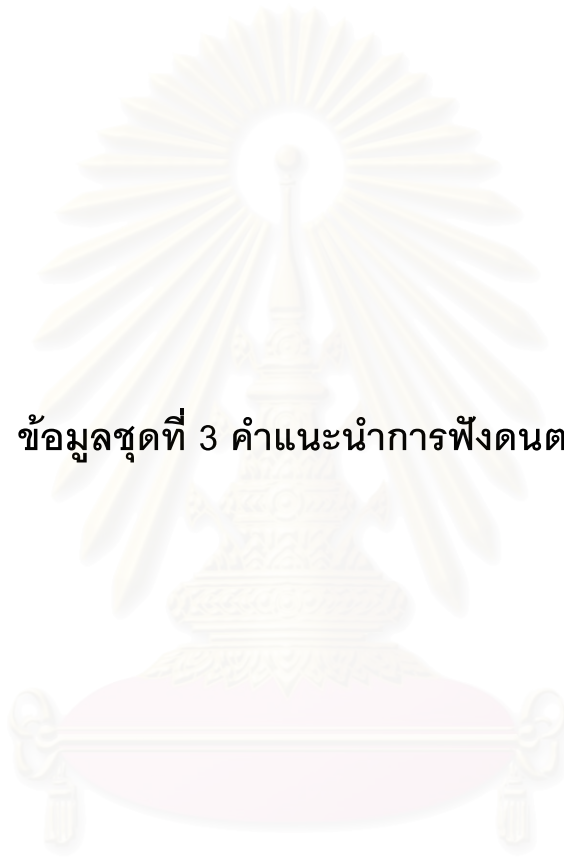 ข้อมูลชุดที่ 3 คำแนะนำการฟังดนต